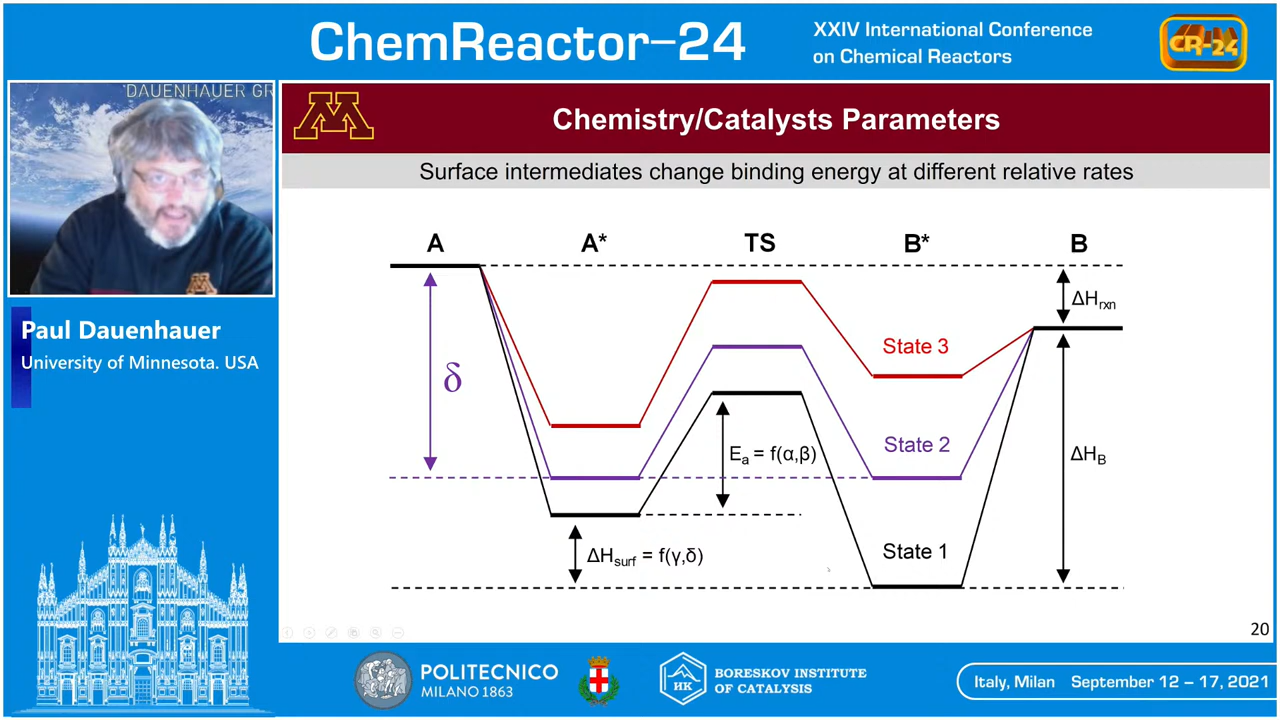 ChemReactor-24
XXIV International Conference
on Chemical Reactors
CR-24
DAUENHAUER GR
M
Chemistry/Catalysts Parameters
Surface intermediates change binding energy at different relative rates
Paul Dauenhauer
University of Minnesota. USA
A A* TS B* B
ΔHrxn
State 3
δ
State 2
Ea = f(α,β)
ΔHB
State 1
ΔHsurf = f(γ,δ)
20
POLITECNICO
MILANO 1863
НК
BORESKOV INSTITUTE
OF CATALYSIS
Italy, Milan September 12 – 17, 2021